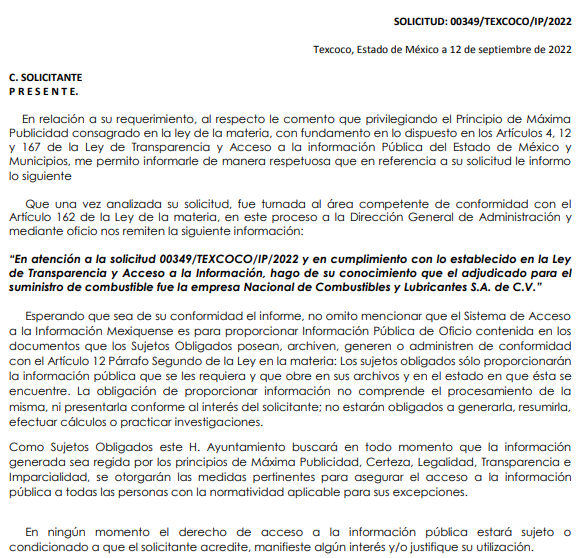 SOLICITUD: 00349/TEXCOCO/IP/2022
Texcoco, Estado de México a 12 de septiembre de 2022
C. SOLICITANTE
P R E S E N T E.
En relación a su requerimiento, al respecto le comento que privilegiando el Principio de Máxima
Publicidad consagrado en la ley de la materia, con fundamento en lo dispuesto en los Artículos 4, 12
y 167 de la Ley de Transparencia y Acceso a la información Pública del Estado de México y
Municipios, me permito informarle de manera respetuosa que en referencia a su solicitud le informo
lo siguiente
Que una vez analizada su solicitud, fue turnada al área competente de conformidad con el
Artículo 162 de la Ley de la materia, en este proceso a la Dirección General de Administración y
mediante oficio nos remiten la siguiente información:
“En atención a la solicitud 00349/TEXCOCO/IP/2022 y en cumplimiento con lo establecido en la Ley
de Transparencia y Acceso a la Información, hago de su conocimiento que el adjudicado para el
suministro de combustible fue la empresa Nacional de Combustibles y Lubricantes S.A. de C.V.”
Esperando que sea de su conformidad el informe, no omito mencionar que el Sistema de Acceso
a la Información Mexiquense es para proporcionar Información Pública de Oficio contenida en los
documentos que los Sujetos Obligados posean, archiven, generen o administren de conformidad
con el Artículo 12 Párrafo Segundo de la Ley en la materia: Los sujetos obligados sólo proporcionarán
la información pública que se les requiera y que obre en sus archivos y en el estado en que ésta se
encuentre. La obligación de proporcionar información no comprende el procesamiento de la
misma, ni presentarla conforme al interés del solicitante; no estarán obligados a generarla, resumirla,
efectuar cálculos o practicar investigaciones.
Como Sujetos Obligados este H. Ayuntamiento buscará en todo momento que la información
generada sea regida por los principios de Máxima Publicidad, Certeza, Legalidad, Transparencia e
Imparcialidad, se otorgarán las medidas pertinentes para asegurar el acceso a la información
pública a todas las personas con la normatividad aplicable para sus excepciones.
En ningún momento el derecho de acceso a la información pública estará sujeto o
condicionado a que el solicitante acredite, manifieste algún interés y/o justifique su utilización.